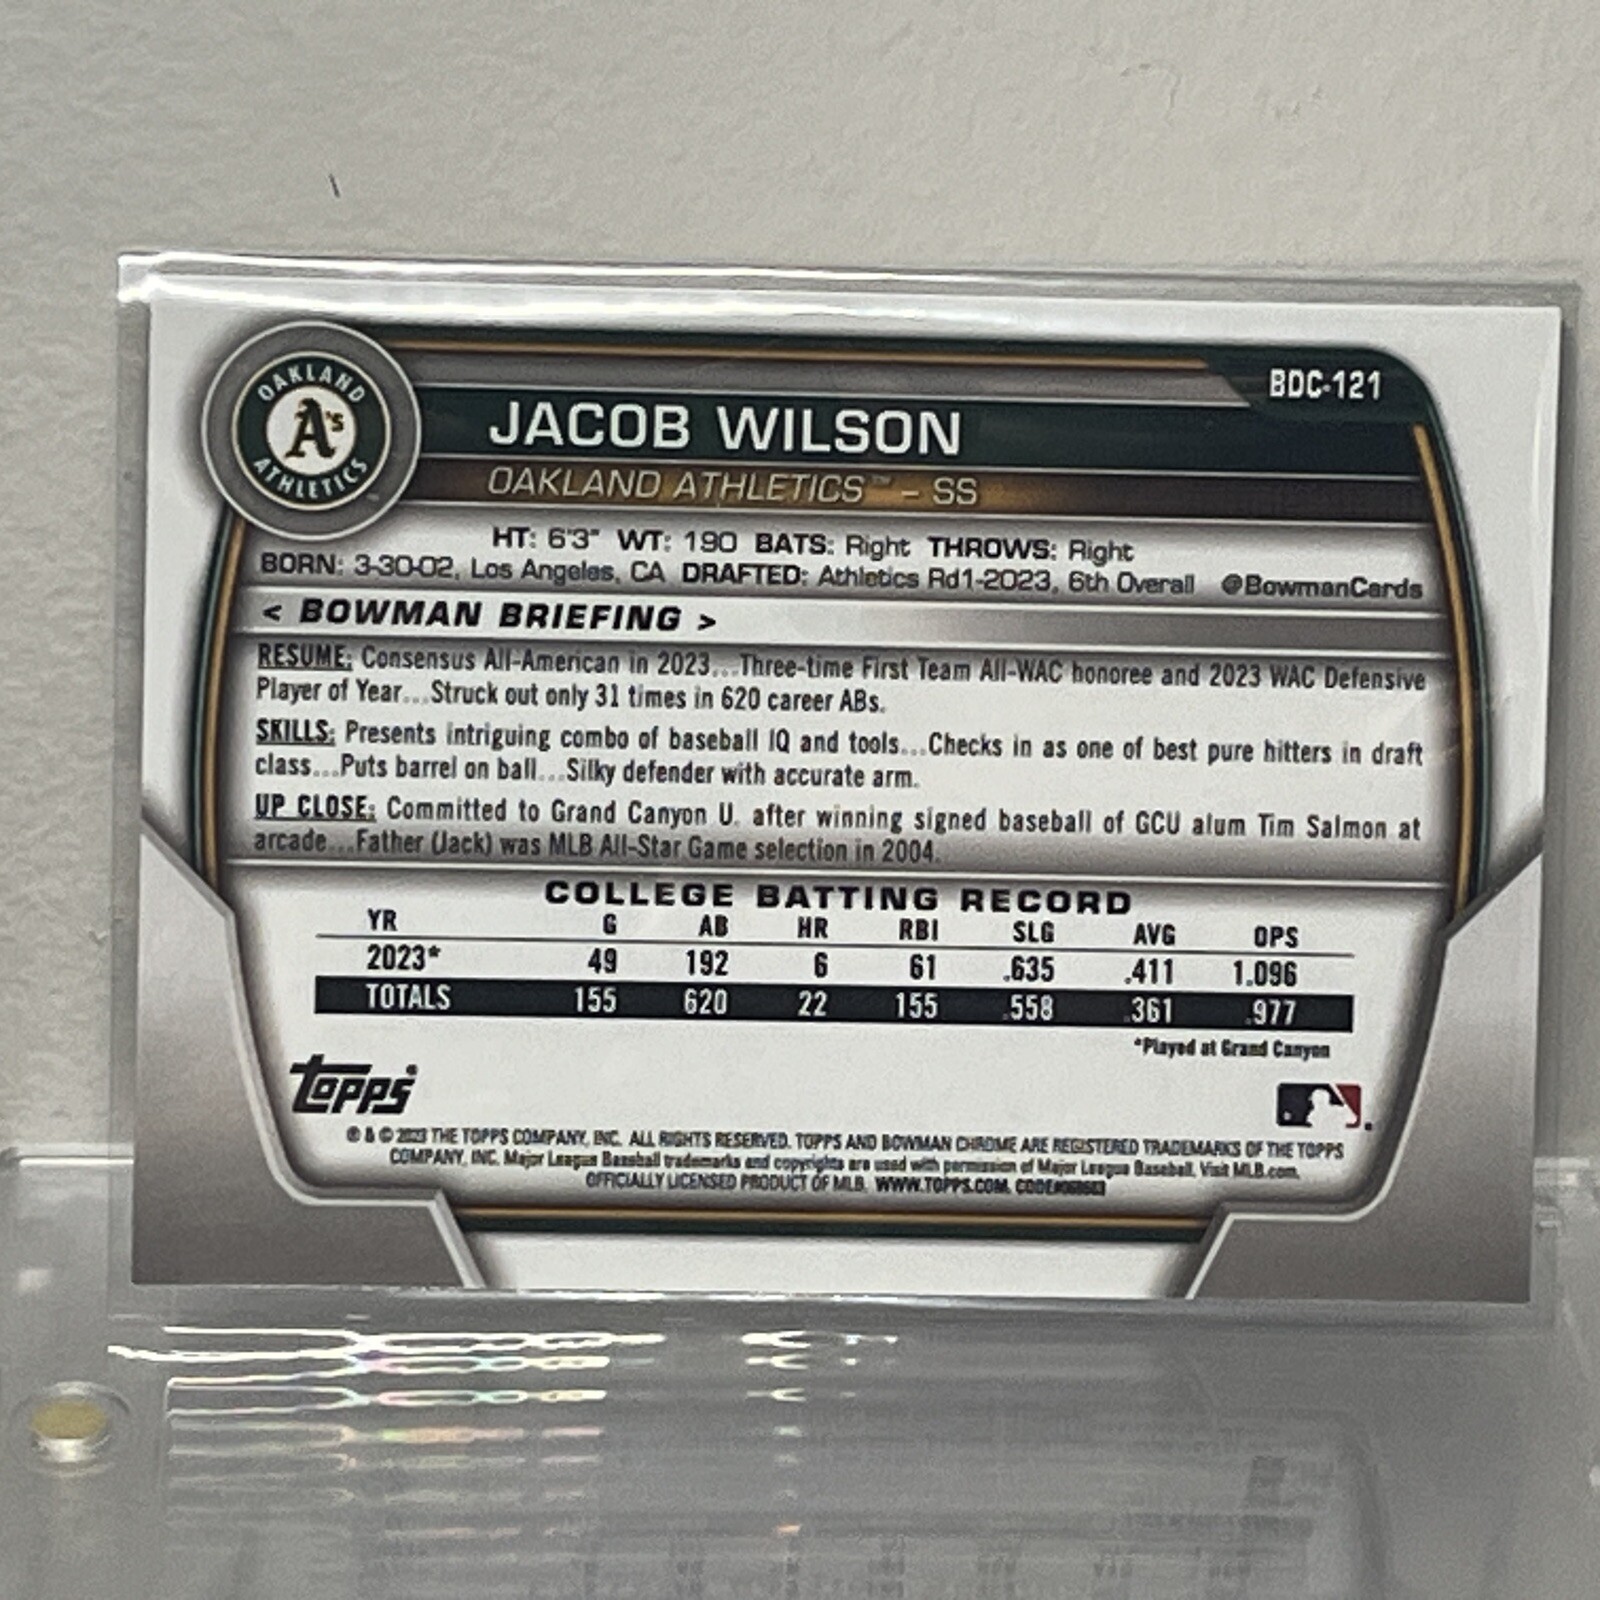 BDC-121
OAKLAND
A's
ATHLETICS
JACOB WILSON
OAKLAND ATHLETICS™ – SS
HT: 6'3" WT: 190 BATS: Right THROWS: Right
BORN: 3-30-02, Los Angeles, CA DRAFTED: Athletics Rd1-2023, 6th Overall @BowmanCards
< BOWMAN BRIEFING >
RESUME: Consensus All-American in 2023...Three-time First Team All-WAC honoree and 2023 WAC Defensive
Player of Year...Struck out only 31 times in 620 career ABs.
SKILLS: Presents intriguing combo of baseball IQ and tools...Checks in as one of best pure hitters in draft
class...Puts barrel on ball...Silky defender with accurate arm.
UP CLOSE: Committed to Grand Canyon U. after winning signed baseball of GCU alum Tim Salmon at
arcade...Father (Jack) was MLB All-Star Game selection in 2004.
COLLEGE BATTING RECORD
YR G AB HR RBI SLG AVG OPS
2023* 49 192 6 61 .635 .411 1.096
TOTALS 155 620 22 155 .558 .361 .977
*Played at Grand Canyon
topps®
® & © 2023 THE TOPPS COMPANY, INC. ALL RIGHTS RESERVED. TOPPS AND BOWMAN CHROME ARE REGISTERED TRADEMARKS OF THE TOPPS
COMPANY, INC. Major League Baseball trademarks and copyrights are used with permission of Major League Baseball. Visit MLB.com.
OFFICIALLY LICENSED PRODUCT OF MLB. WWW.TOPPS.COM.